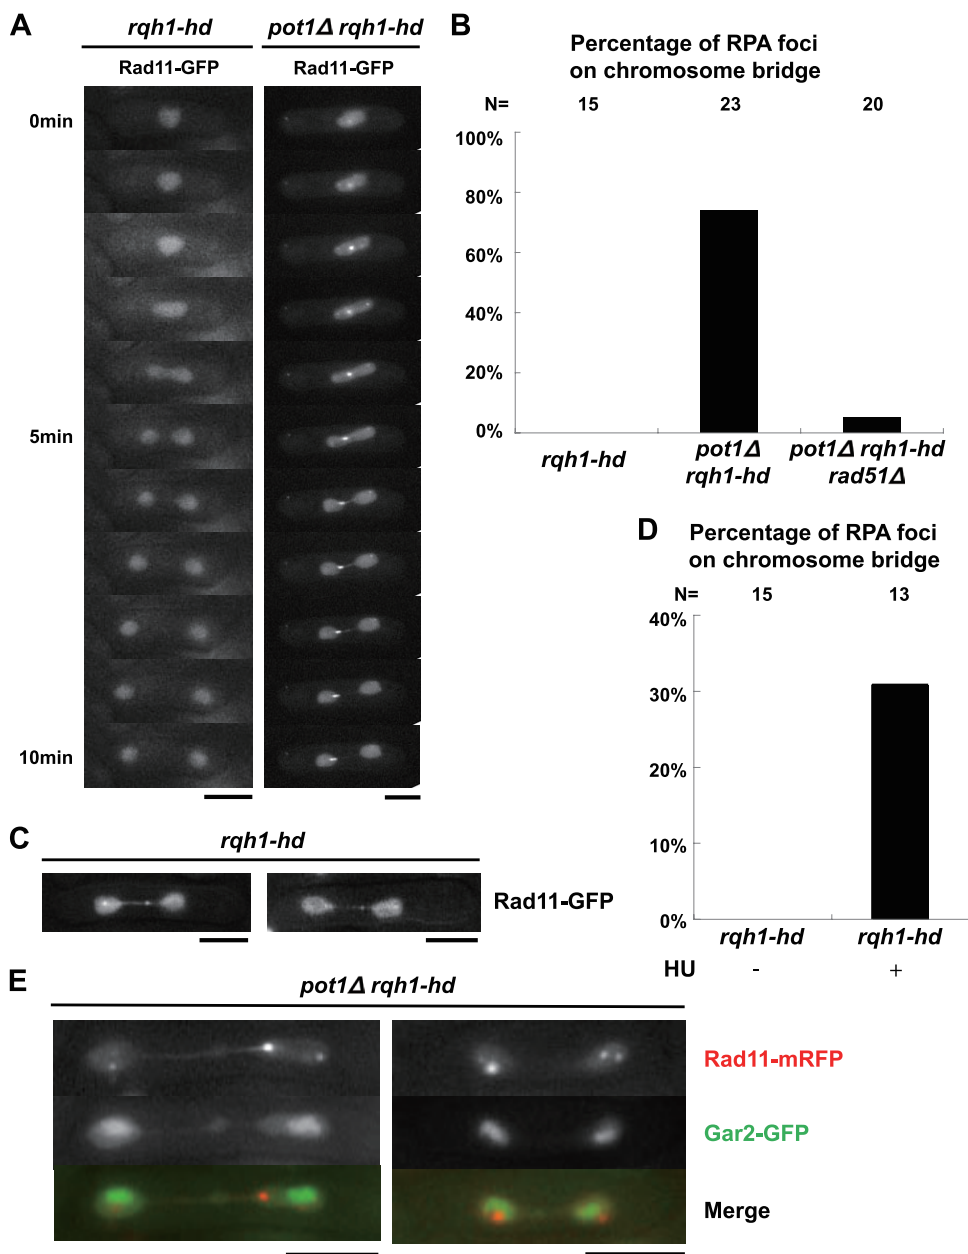 A
rqh1-hd
pot1Δ rqh1-hd
Rad11-GFP
Rad11-GFP
0min
5min
10min
B
Percentage of RPA foci
on chromosome bridge
N= 15 23 20
100%
80%
60%
40%
20%
0%
rqh1-hd
pot1Δ
rqh1-hd
pot1Δ rqh1-hd
rad51Δ
C
rqh1-hd
Rad11-GFP
D
Percentage of RPA foci
on chromosome bridge
N= 15 13
40%
30%
20%
10%
0%
rqh1-hd rqh1-hd
HU - +
E
pot1Δ rqh1-hd
Rad11-mRFP
Gar2-GFP
Merge